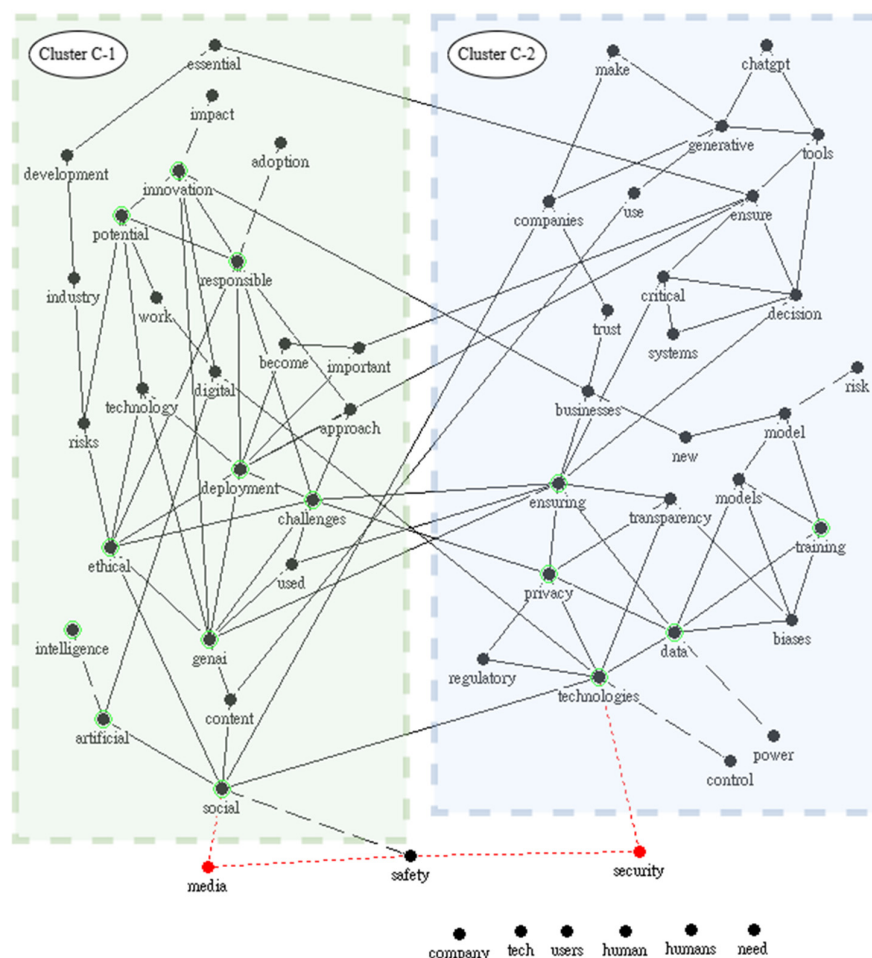 Cluster C-1
essential
impact
adoption
development
innovation
potential
responsible
industry
work
become
important
digital
technology
approach
risks
deployment
challenges
ethical
used
intelligence
genai
content
artificial
social
Cluster C-2
make
chatgpt
generative
tools
companies
use
ensure
critical
decision
trust
systems
risk
businesses
model
new
models
ensuring
transparency
training
privacy
data
biases
regulatory
technologies
power
control
media
safety
security
company
tech
users
human
humans
need